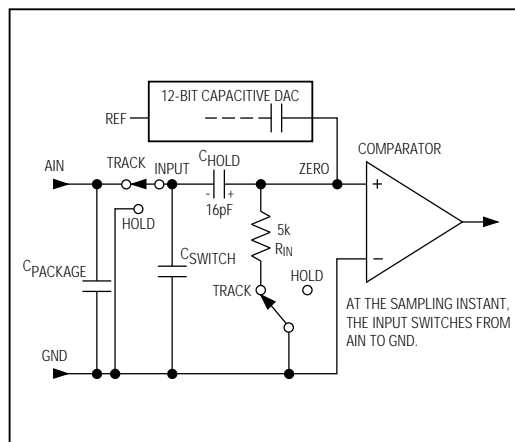 12-BIT CAPACITIVE DAC
REF
COMPARATOR
AIN
TRACK
INPUT
CHOLD
ZERO
- +
16pF
+
HOLD
5k
RIN
CPACKAGE
CSWITCH
HOLD
TRACK
−
AT THE SAMPLING INSTANT,
THE INPUT SWITCHES FROM
AIN TO GND.
GND